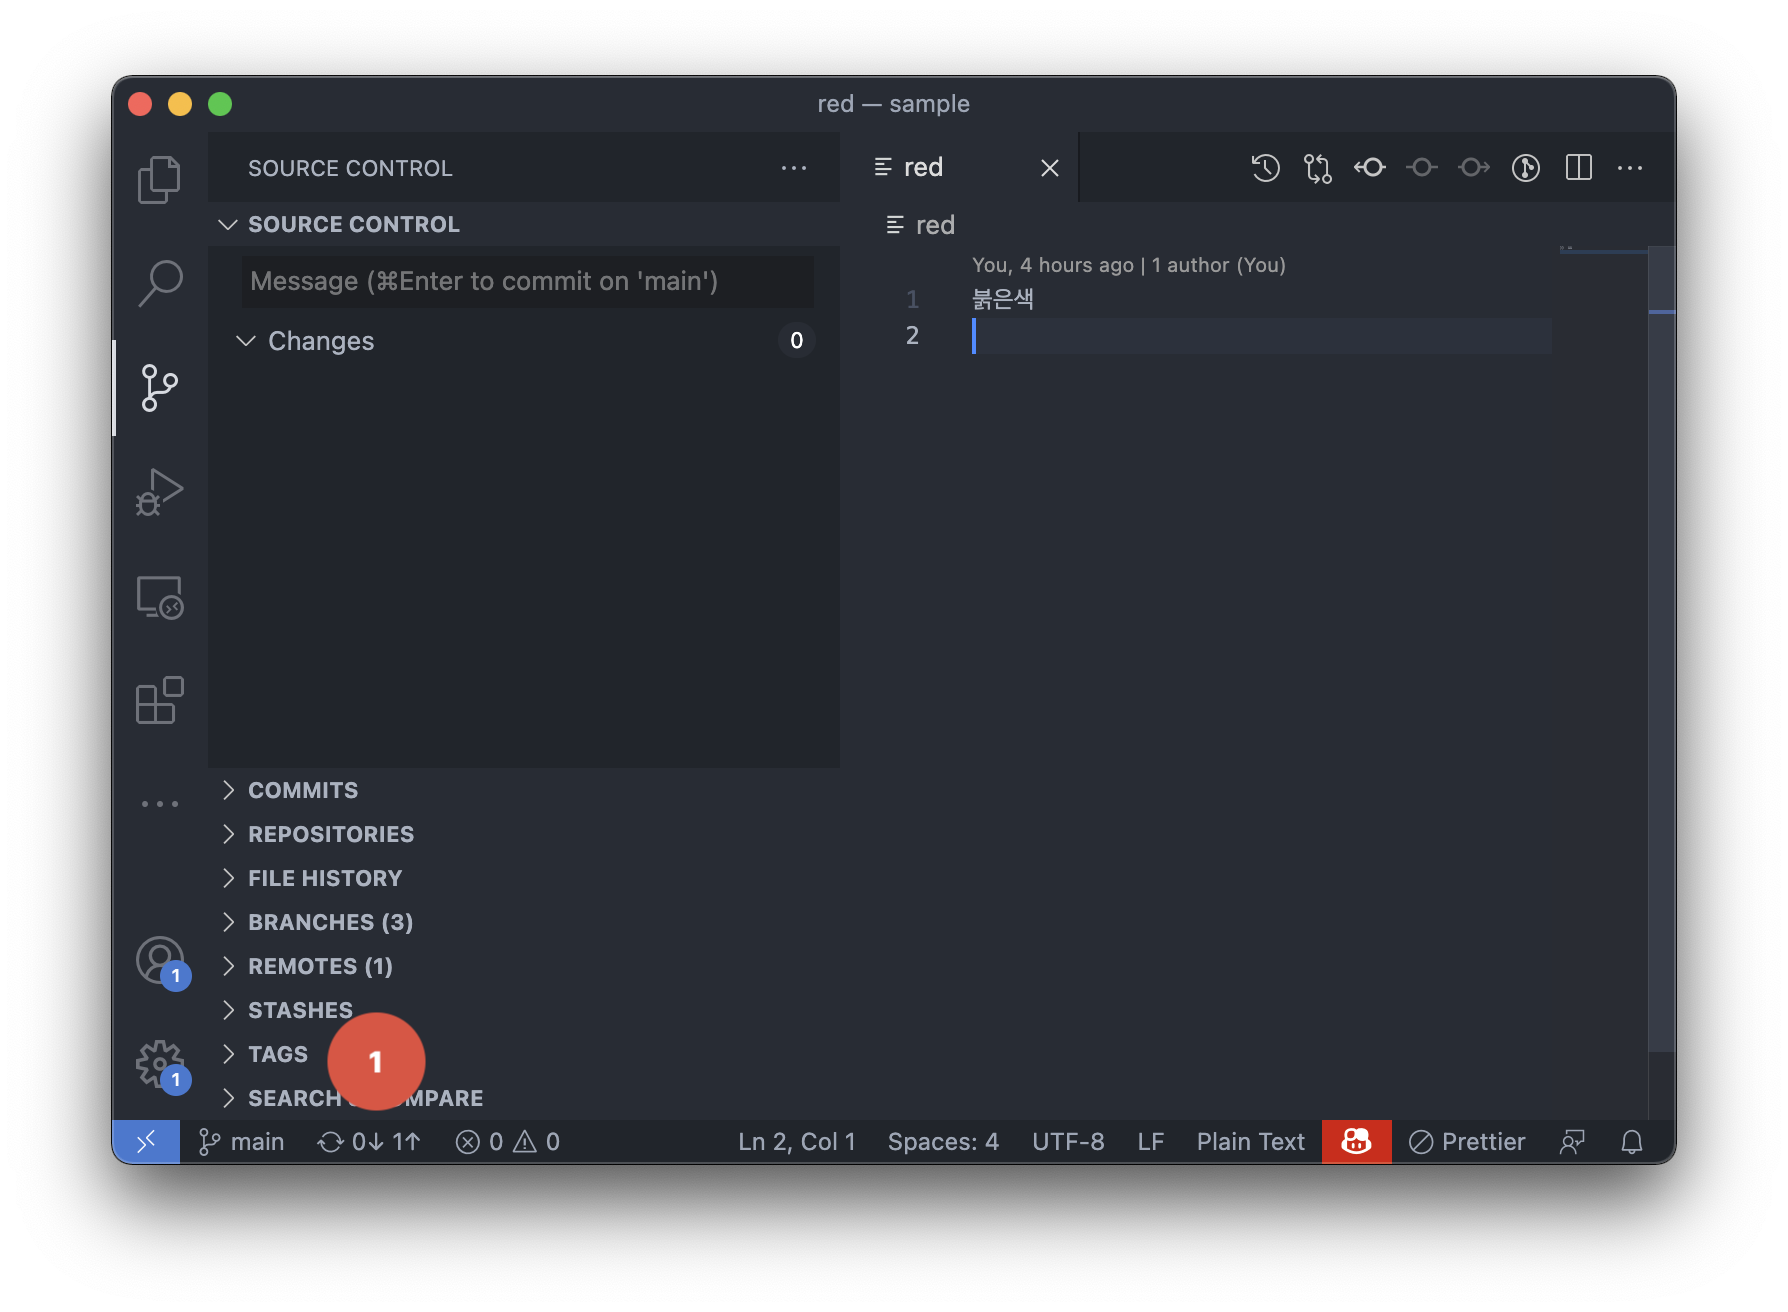 red — sample
SOURCE CONTROL
red
SOURCE CONTROL
red
Message (⌘Enter to commit on 'main')
Changes
0
You, 4 hours ago | 1 author (You)
1 붉은색
2
COMMITS
REPOSITORIES
FILE HISTORY
BRANCHES (3)
REMOTES (1)
STASHES
TAGS
1
SEARCH
1
1
main 0↓ 1↑ 0 0 Ln 2, Col 1 Spaces: 4 UTF-8 LF Plain Text Prettier